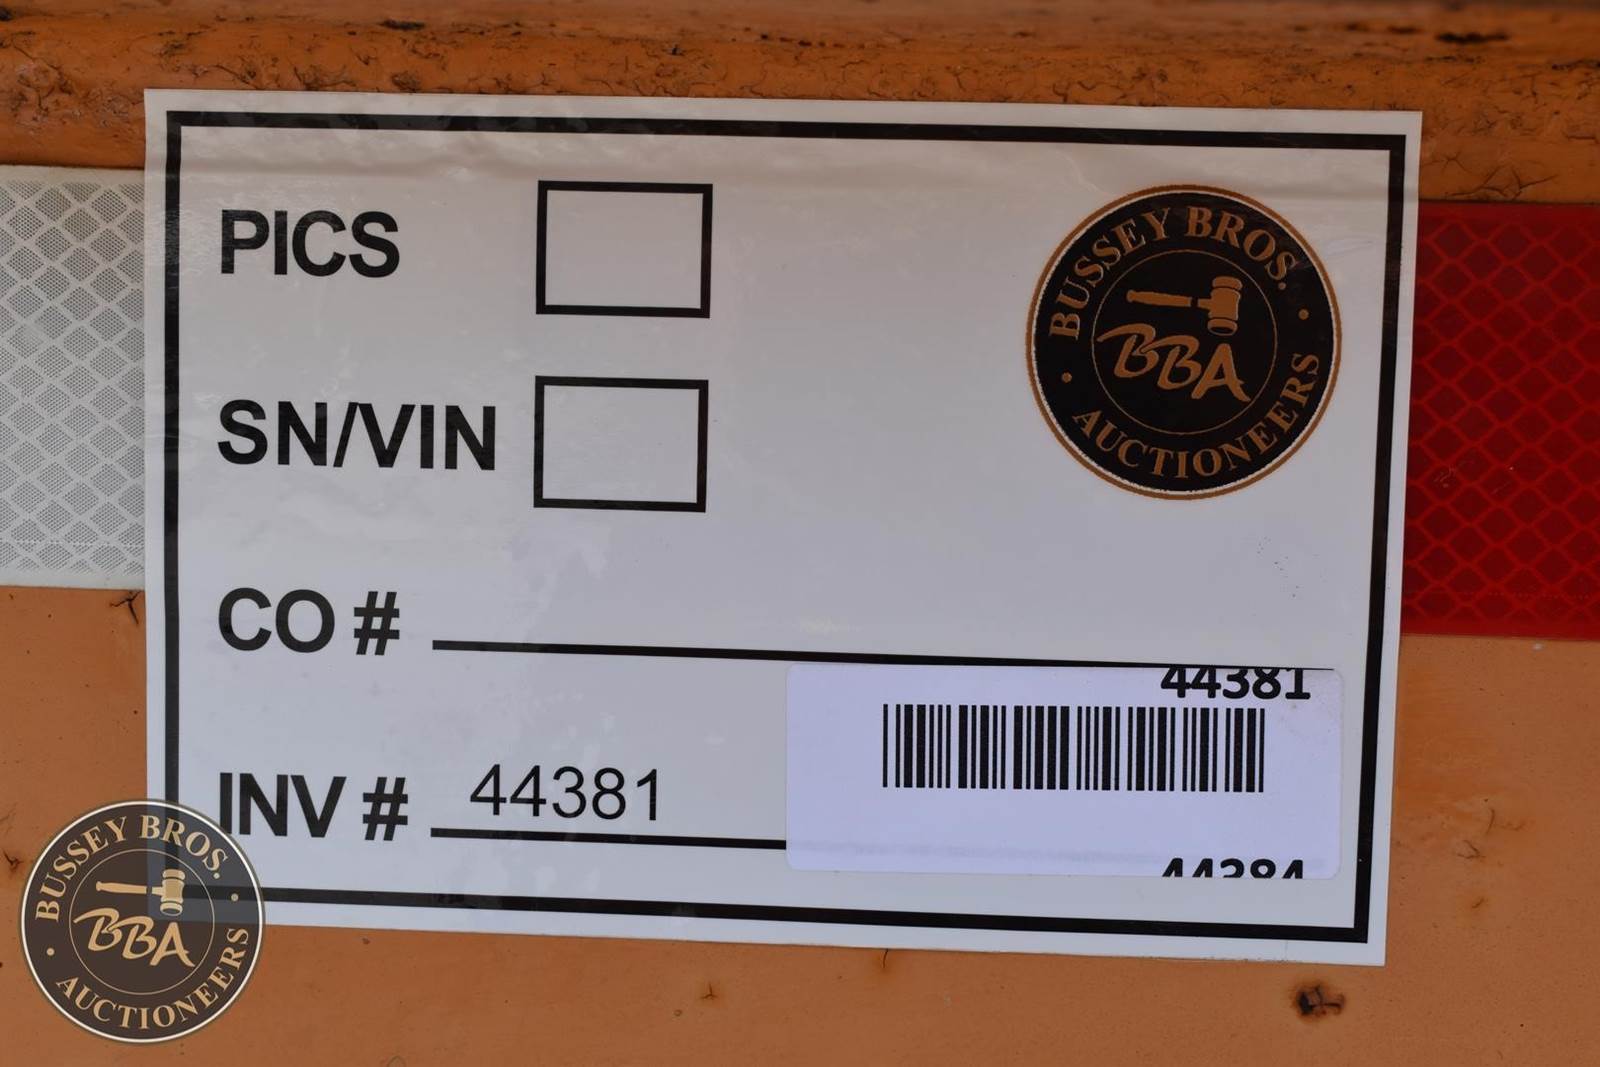 PICS
BUSSEY BROS.
BBA
AUCTIONEERS
SN/VIN
CO #
44381
INV # 44381
BUSSEY BROS.
BBA
AUCTIONEERS